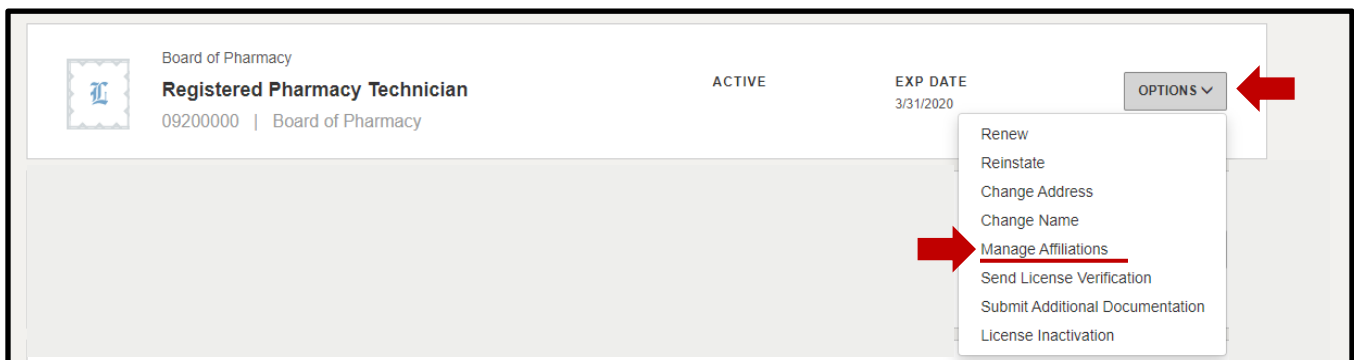 Board of Pharmacy
Registered Pharmacy Technician
09200000 | Board of Pharmacy
L
ACTIVE
EXP DATE
3/31/2020
OPTIONS
Renew
Reinstate
Change Address
Change Name
Manage Affiliations
Send License Verification
Submit Additional Documentation
License Inactivation